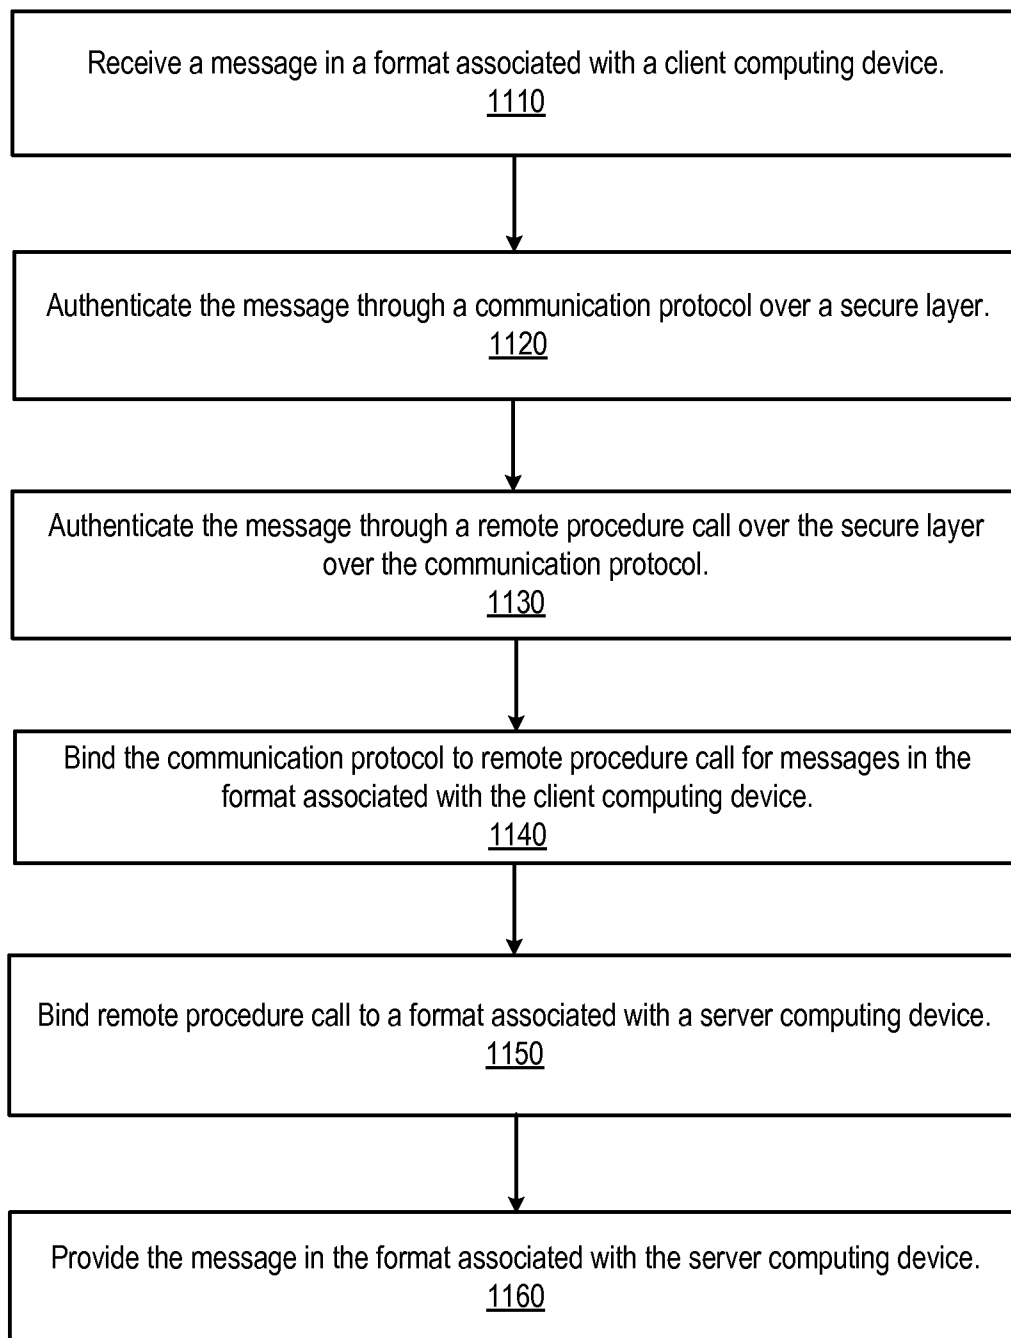 Receive a message in a format associated with a client computing device.
1110
Authenticate the message through a communication protocol over a secure layer.
1120
Authenticate the message through a remote procedure call over the secure layer
over the communication protocol.
1130
Bind the communication protocol to remote procedure call for messages in the
format associated with the client computing device.
1140
Bind remote procedure call to a format associated with a server computing device.
1150
Provide the message in the format associated with the server computing device.
1160